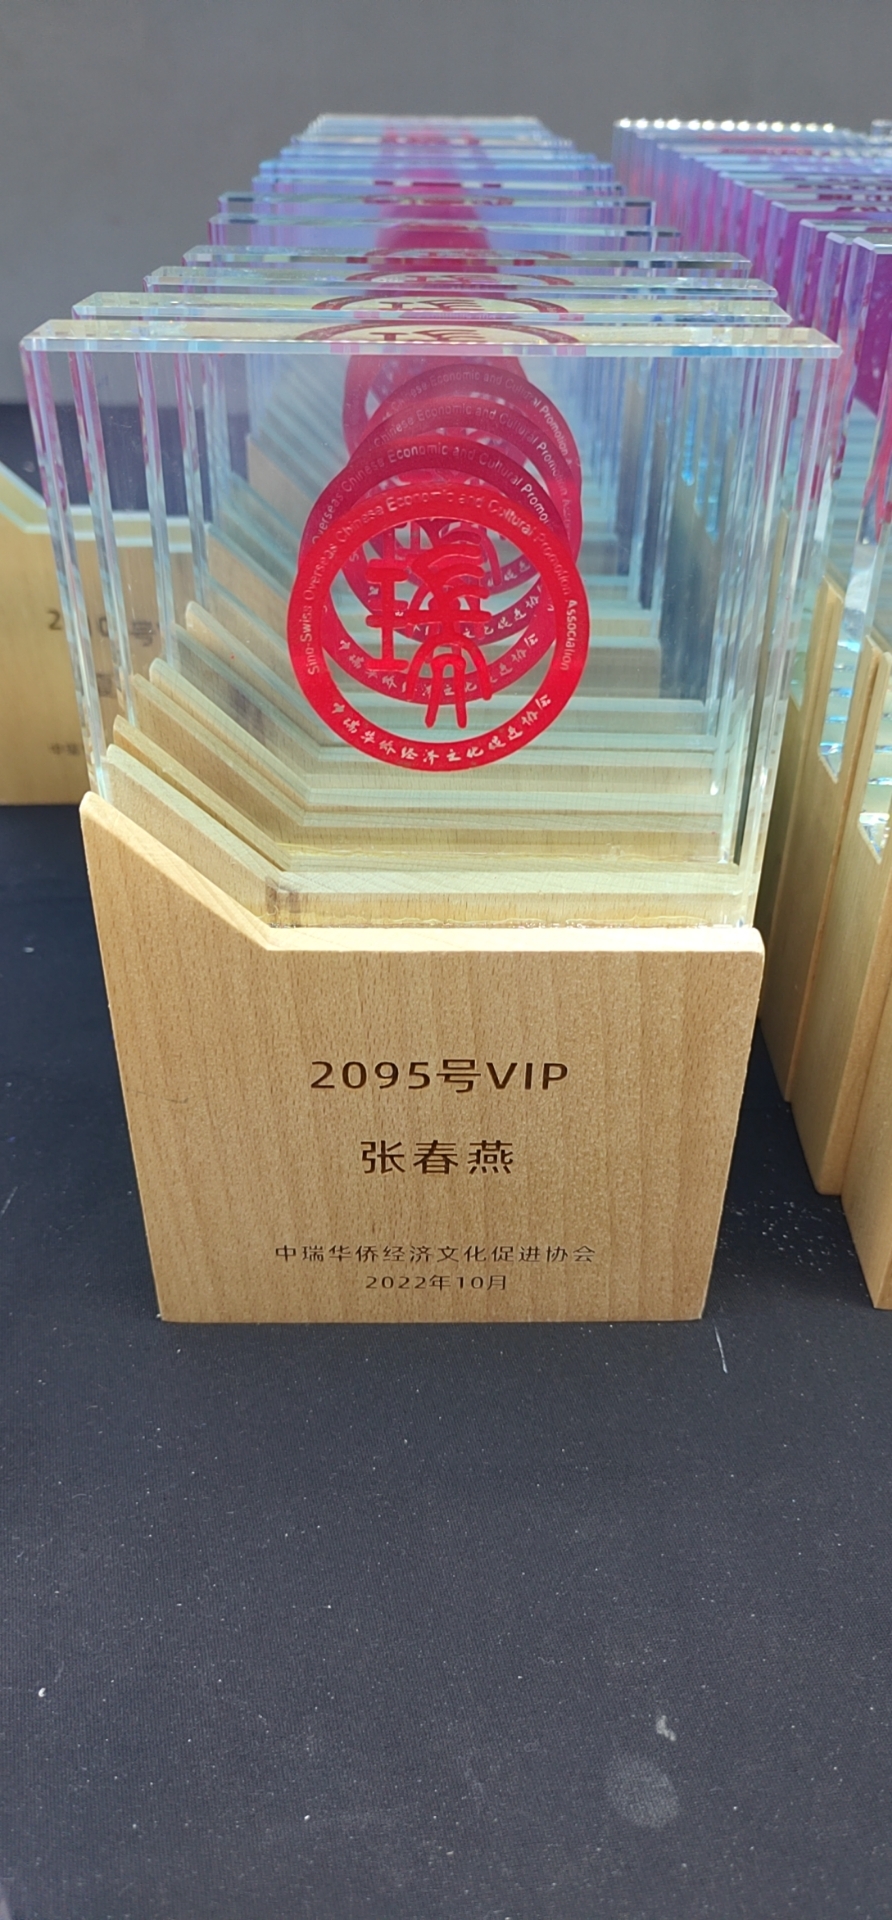 Sino-Swiss Overseas Chinese Economic and Cultural Promotion Association
瑞
中瑞华侨经济文化促进协会
2095号VIP
张春燕
中瑞华侨经济文化促进协会
2022年10月